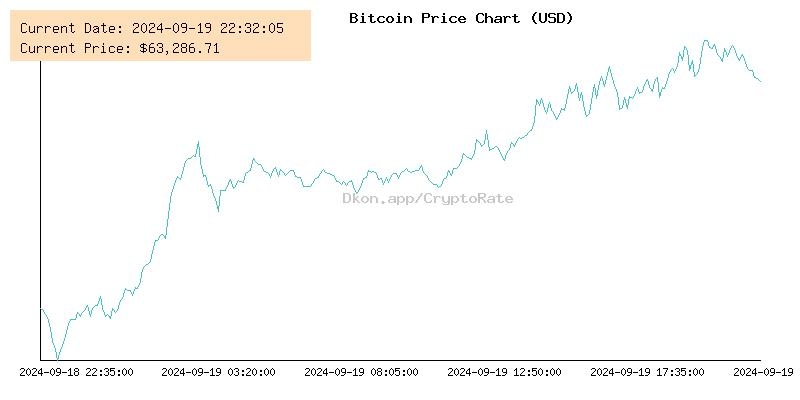 Bitcoin Price Chart (USD)
Current Date: 2024-09-19 22:32:05
Current Price: $63,286.71
Dkon.app/CryptoRate
2024-09-18 22:35:00 2024-09-19 03:20:00 2024-09-19 08:05:00 2024-09-19 12:50:00 2024-09-19 17:35:00 2024-09-19